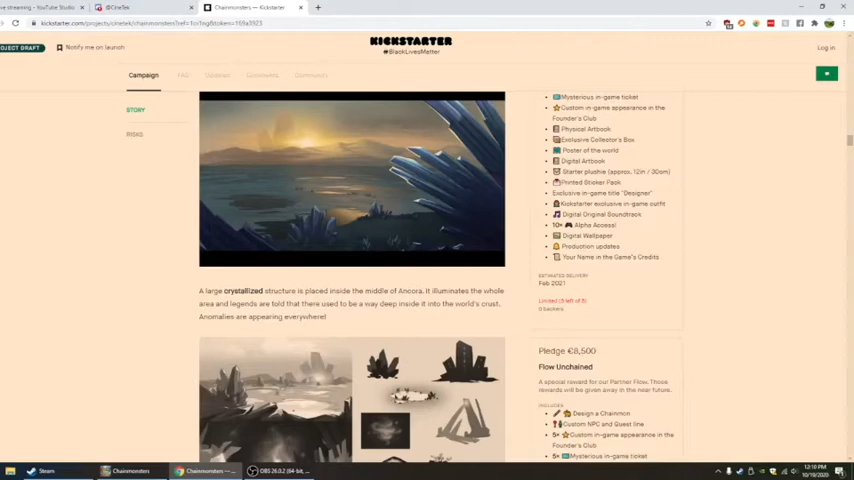 ve streaming - YouTube Studio
@CineTek
Chainmonsters — Kickstarter
kickstarter.com/projects/cinetek/chainmonsters?ref=
ROJECT DRAFT
Notify me on launch
KICKSTARTER
#BlackLivesMatter
Log in
Campaign
FAQ
Updates
Comments
Community
STORY
RISKS
Mysterious in-game ticket
Custom in-game appearance in the
Founder's Club
Physical Artbook
Exclusive Collector's Box
Poster of the world
Digital Artbook
Starter plushie (approx. 12in / 30cm)
Printed Sticker Pack
Exclusive in-game title "Designer"
Kickstarter exclusive in-game outfit
Digital Original Soundtrack
10× Alpha Access!
Digital Wallpaper
Production updates
Your Name in the Game's Credits
ESTIMATED DELIVERY
Feb 2021
Limited (5 left of 5)
0 backers
A large crystallized structure is placed inside the middle of Ancora. It illuminates the whole
area and legends are told that there used to be a way deep inside it into the world's crust.
Anomalies are appearing everywhere!
Pledge €8,500
Flow Unchained
A special reward for our Partner Flow. Those
rewards will be given away in the near future.
INCLUDES
Design a Chainmon
Custom NPC and Quest line
5× Custom in-game appearance in the
Founder's Club
5× Mysterious in-game ticket
Steam
Chainmonsters
Chainmonsters —...
OBS 26.0.2 (64-bit, ...
12:10 PM
10/19/2020